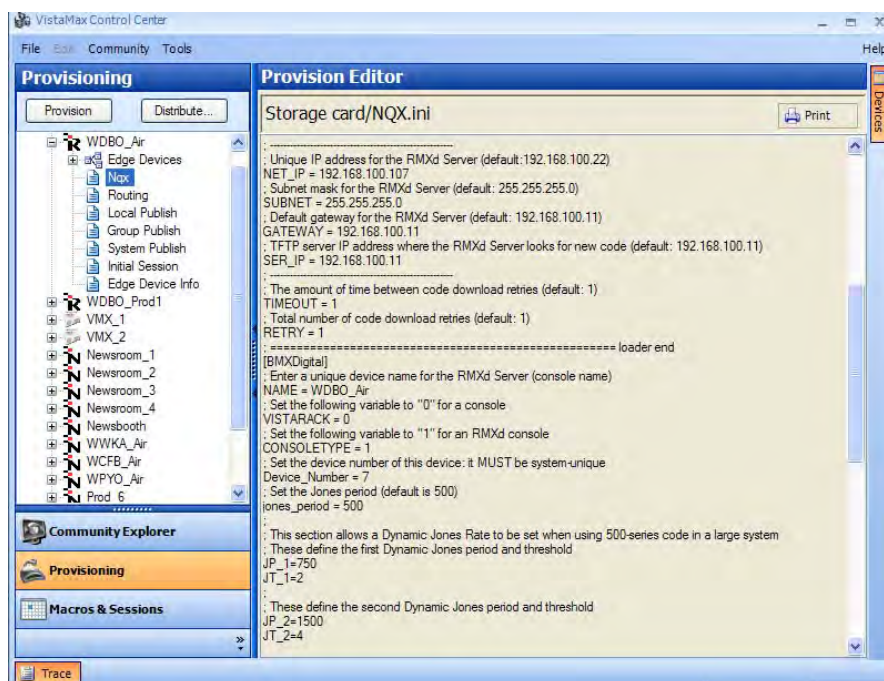 VistaMax Control Center
File Edit Community Tools
Help
Provisioning
Provision
Distribute...
WDBO_Air
Edge Devices
Nqx
Routing
Local Publish
Group Publish
System Publish
Initial Session
Edge Device Info
WDBO_Prod1
VMX_1
VMX_2
Newsroom_1
Newsroom_2
Newsroom_3
Newsroom_4
Newsbooth
WWKA_Air
WCFB_Air
WPYO_Air
Prod 6
Community Explorer
Provisioning
Macros & Sessions
Trace
Provision Editor
Storage card/NQX.ini
Print
; --------------------------------------------------
; Unique IP address for the RMXd Server (default:192.168.100.22)
NET_IP = 192.168.100.107
; Subnet mask for the RMXd Server (default: 255.255.255.0)
SUBNET = 255.255.255.0
; Default gateway for the RMXd Server (default: 192.168.100.11)
GATEWAY = 192.168.100.11
; TFTP server IP address where the RMXd Server looks for new code (default: 192.168.100.11)
SER_IP = 192.168.100.11
; --------------------------------------------------
; The amount of time between code download retries (default: 1)
TIMEOUT = 1
; Total number of code download retries (default: 1)
RETRY = 1
; ================================================== loader end
[BMXDigital]
; Enter a unique device name for the RMXd Server (console name)
NAME = WDBO_Air
; Set the following variable to "0" for a console
VISTARACK = 0
; Set the following variable to "1" for an RMXd console
CONSOLETYPE = 1
; Set the device number of this device: it MUST be system-unique
Device_Number = 7
; Set the Jones period (default is 500)
jones_period = 500
;
; This section allows a Dynamic Jones Rate to be set when using 500-series code in a large system
; These define the first Dynamic Jones period and threshold
JP_1=750
JT_1=2
;
; These define the second Dynamic Jones period and threshold
JP_2=1500
JT_2=4
Devices